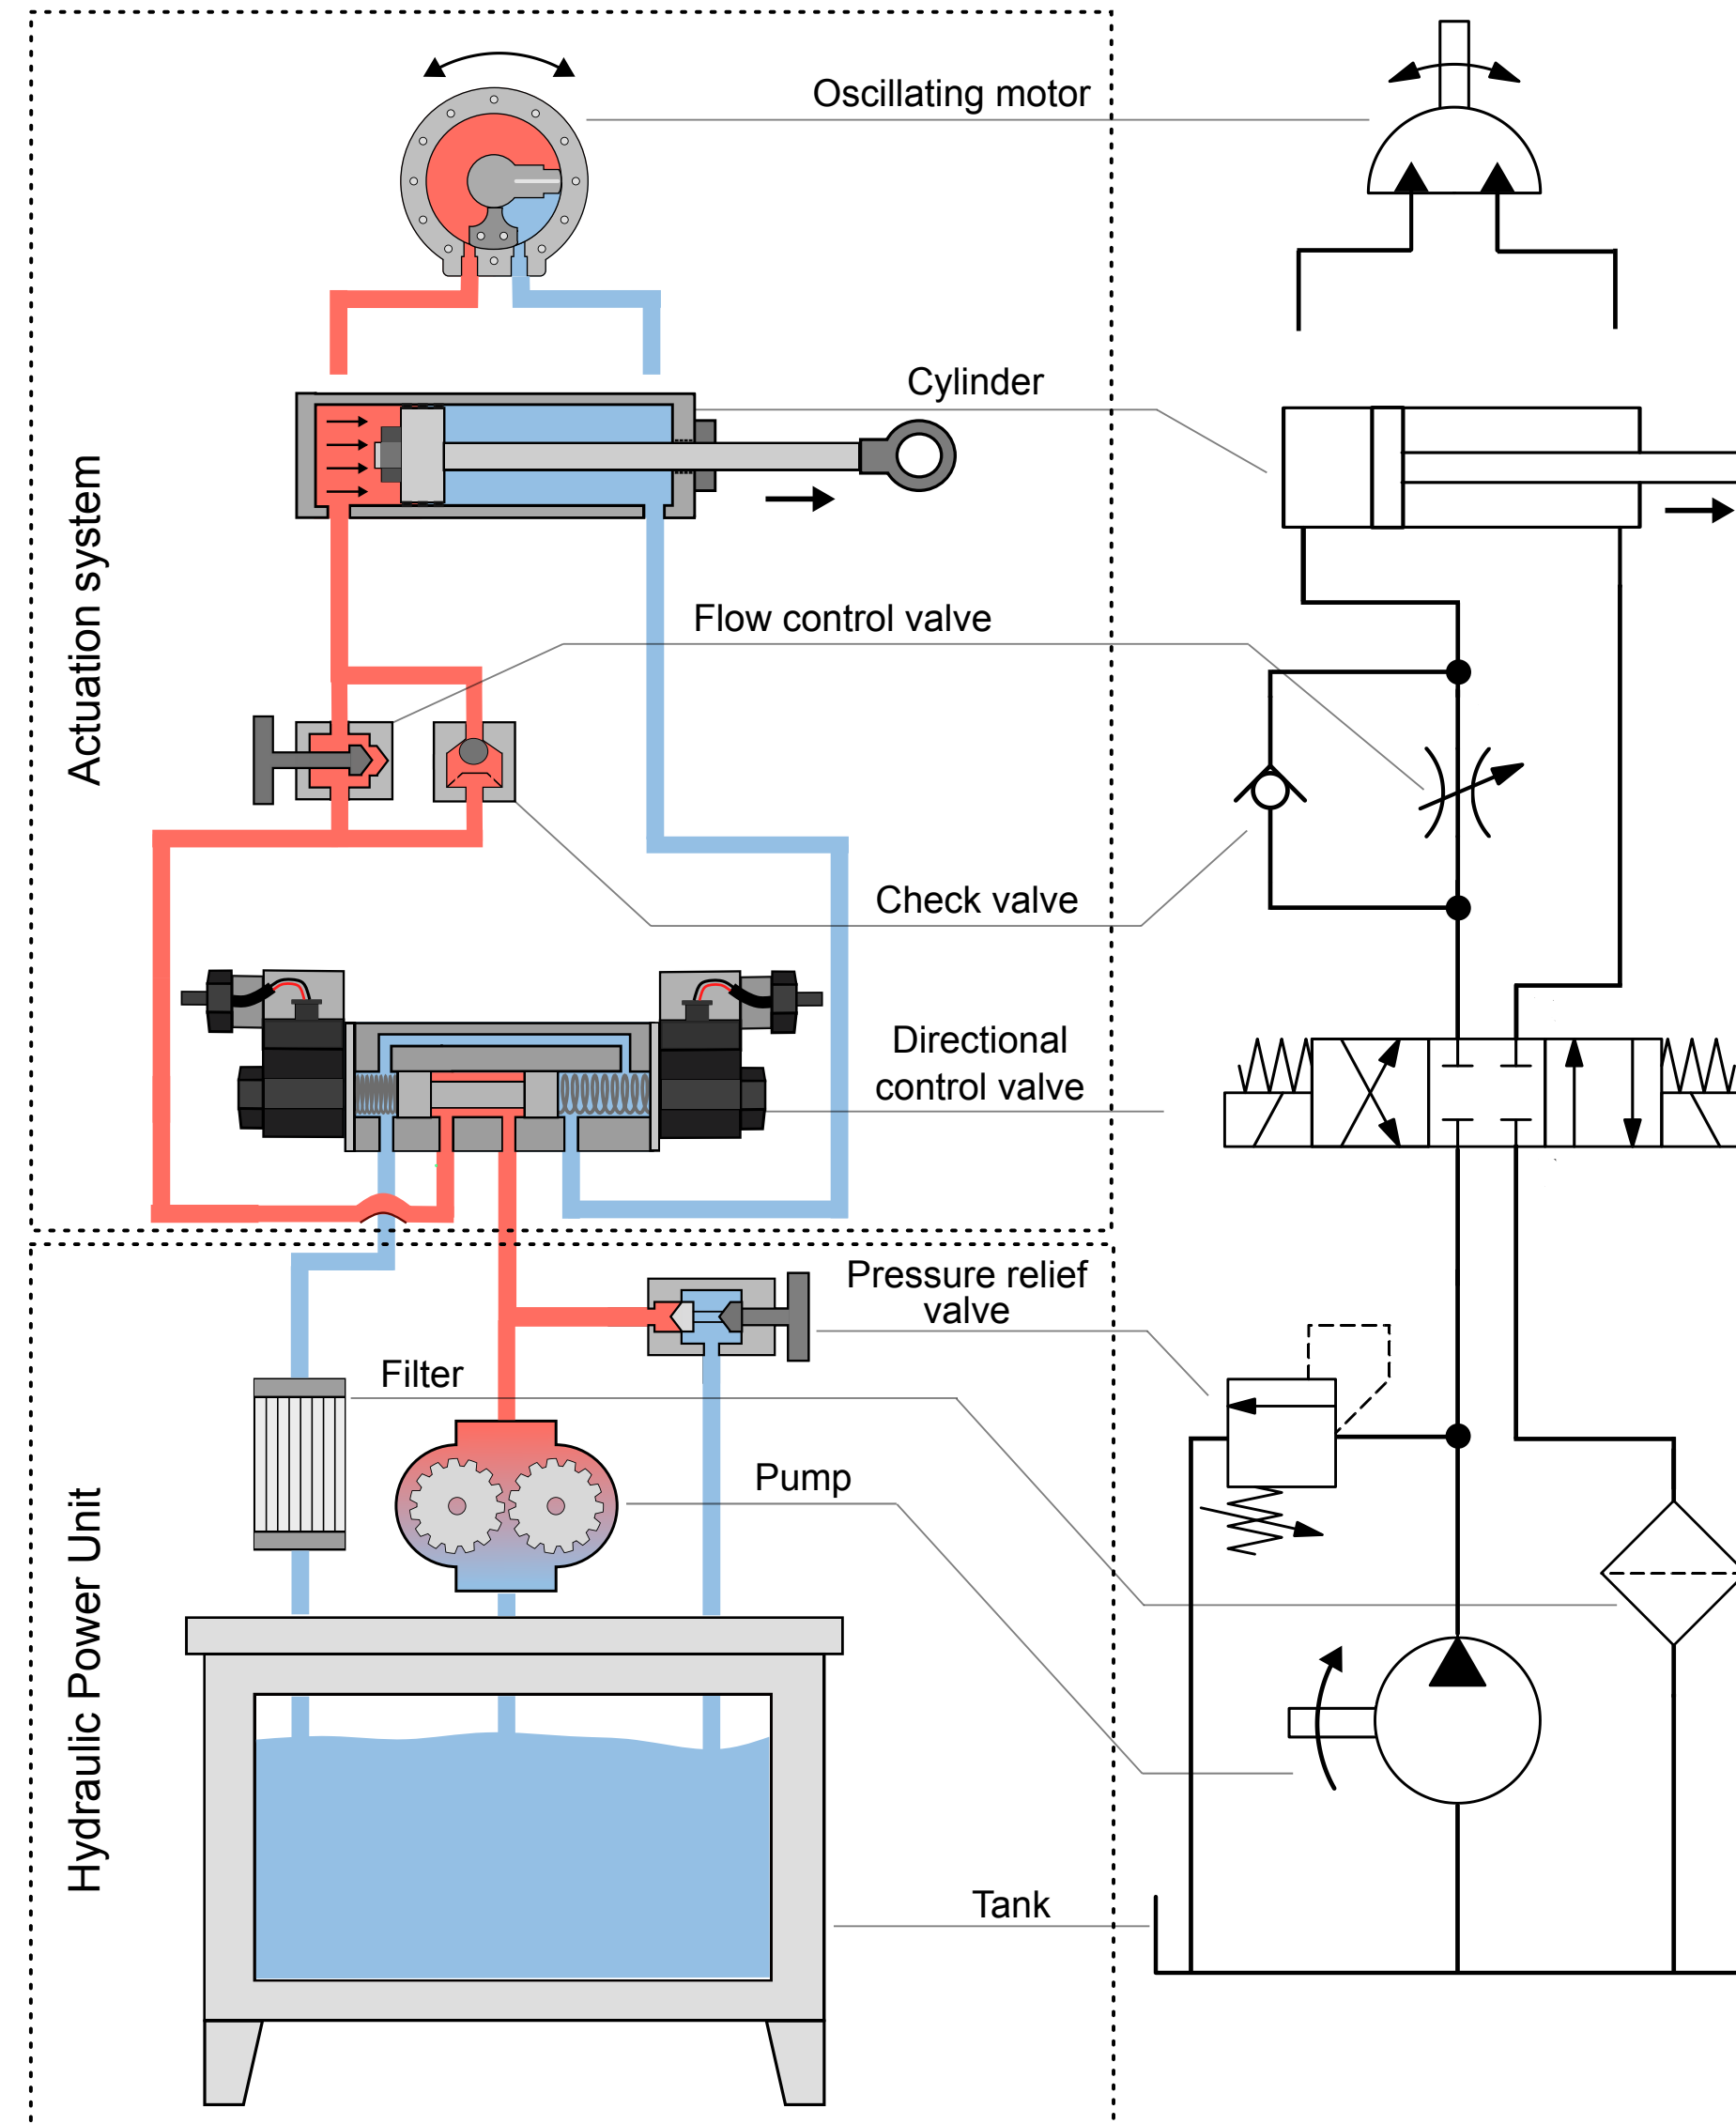 Oscillating motor
Cylinder
Actuation system
Flow control valve
Check valve
Directional
control valve
Pressure relief
valve
Filter
Pump
Hydraulic Power Unit
Tank